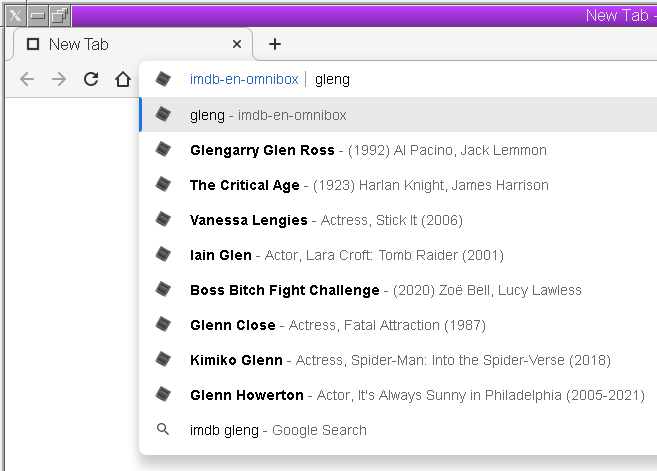 New Tab -
New Tab
imdb-en-omnibox | gleng
gleng - imdb-en-omnibox
Glengarry Glen Ross - (1992) Al Pacino, Jack Lemmon
The Critical Age - (1923) Harlan Knight, James Harrison
Vanessa Lengies - Actress, Stick It (2006)
Iain Glen - Actor, Lara Croft: Tomb Raider (2001)
Boss Bitch Fight Challenge - (2020) Zoë Bell, Lucy Lawless
Glenn Close - Actress, Fatal Attraction (1987)
Kimiko Glenn - Actress, Spider-Man: Into the Spider-Verse (2018)
Glenn Howerton - Actor, It's Always Sunny in Philadelphia (2005-2021)
imdb gleng - Google Search